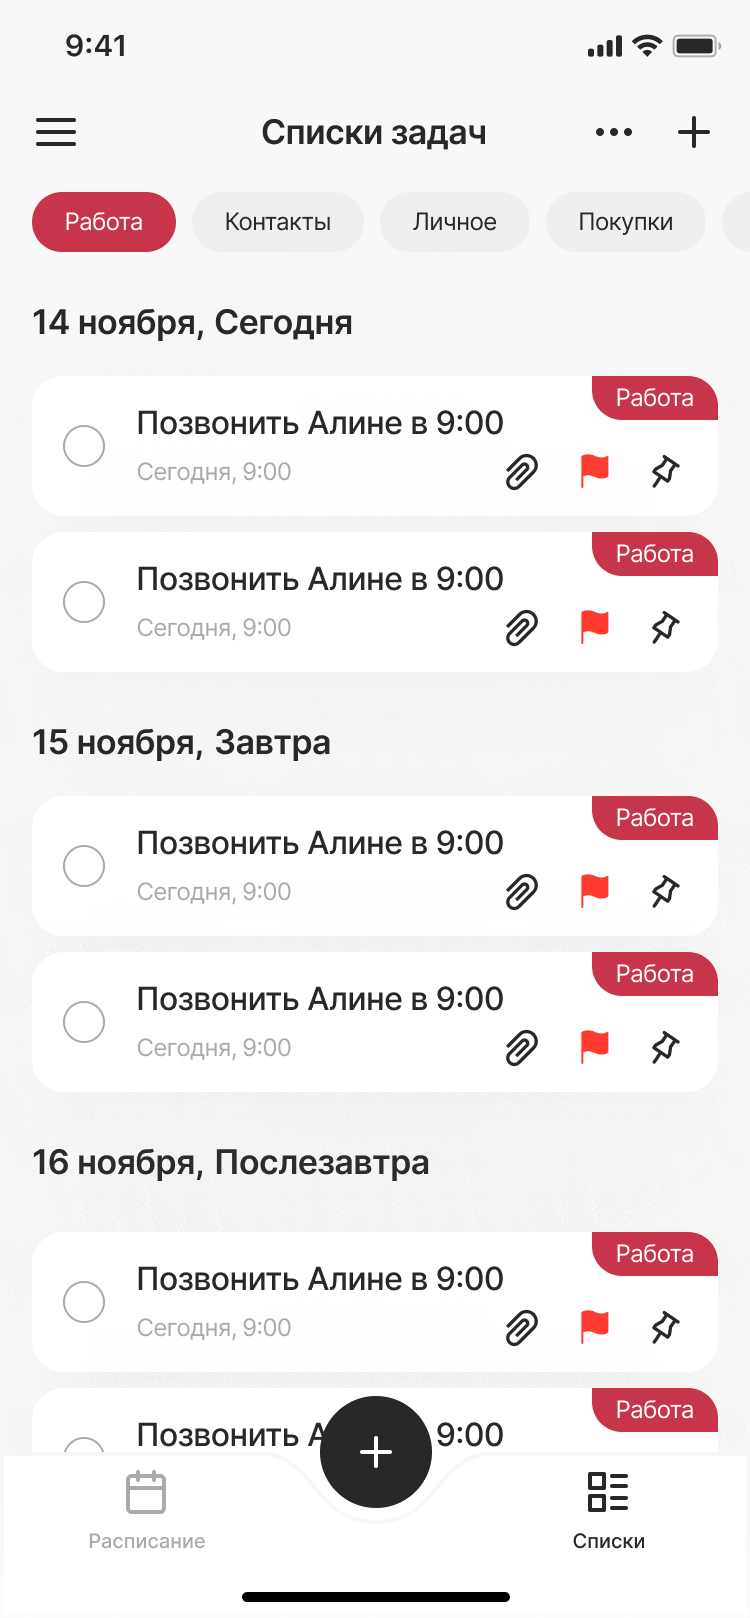 9:41
Списки задач
Работа Контакты Личное Покупки
14 ноября, Сегодня
Работа
Позвонить Алине в 9:00
Сегодня, 9:00
Работа
Позвонить Алине в 9:00
Сегодня, 9:00
15 ноября, Завтра
Работа
Позвонить Алине в 9:00
Сегодня, 9:00
Работа
Позвонить Алине в 9:00
Сегодня, 9:00
16 ноября, Послезавтра
Работа
Позвонить Алине в 9:00
Сегодня, 9:00
Работа
Позвонить 9:00
Расписание Списки